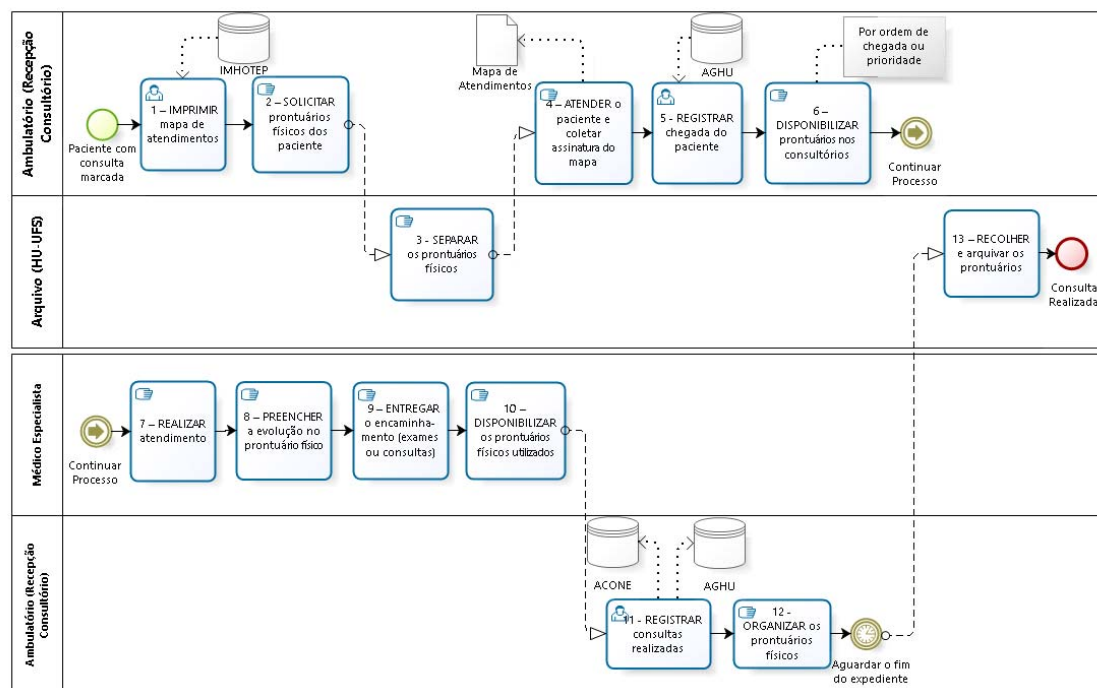 Ambulatório (Recepção
Consultório)
Paciente com
consulta
marcada
IMHOTEP
1 – IMPRIMIR
mapa de
atendimentos
2 – SOLICITAR
prontuários
físicos dos
paciente
Mapa de
Atendimentos
4 – ATENDER o
paciente e
coletar
assinatura do
mapa
AGHU
5 - REGISTRAR
chegada do
paciente
Por ordem de
chegada ou
prioridade
6 –
DISPONIBILIZAR
prontuários nos
consultórios
Continuar
Processo
Arquivo (HU-UFS)
3 - SEPARAR
os prontuários
físicos
13 – RECOLHER
e arquivar os
prontuários
Consulta
Realizada
Médico Especialista
Continuar
Processo
7 – REALIZAR
atendimento
8 – PREENCHER
a evolução no
prontuário físico
9 – ENTREGAR
o encaminha-
mento (exames
ou consultas)
10 –
DISPONIBILIZAR
os prontuários
físicos utilizados
Ambulatório (Recepção
Consultório)
ACONE
AGHU
11 - REGISTRAR
consultas
realizadas
12 -
ORGANIZAR os
prontuários
físicos
Aguardar o fim
do expediente